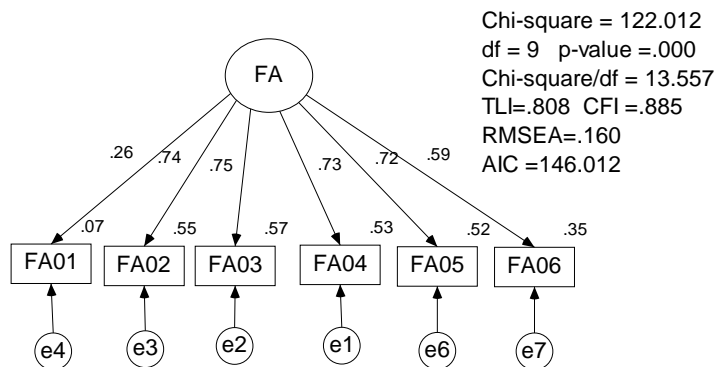 Chi-square = 122.012
df = 9 p-value =.000
Chi-square/df = 13.557
TLI=.808 CFI =.885
RMSEA=.160
AIC =146.012
FA
.26 .74 .75 .73 .72 .59
.07 .55 .57 .53 .52 .35
FA01 FA02 FA03 FA04 FA05 FA06
e4 e3 e2 e1 e6 e7